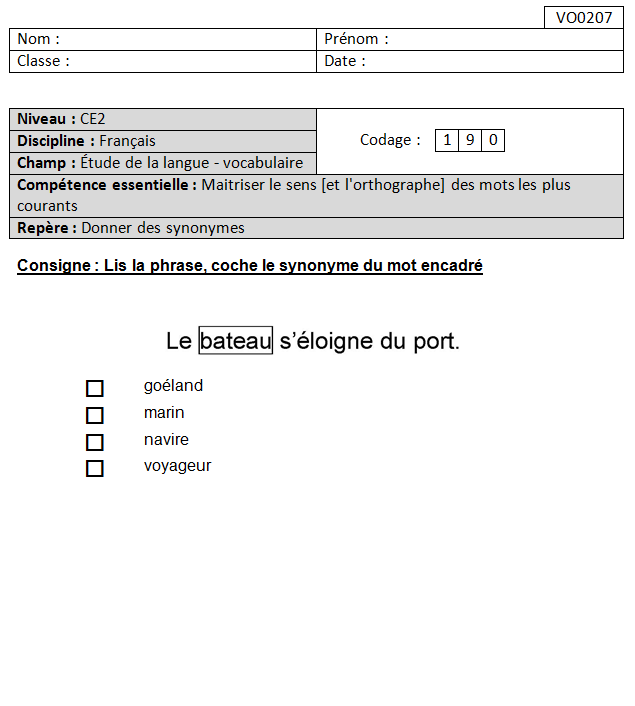 VO0207
Nom : Prénom :
Classe : Date :
Niveau : CE2
Discipline : Français
Codage : 1 9 0
Champ : Étude de la langue - vocabulaire
Compétence essentielle : Maitriser le sens [et l'orthographe] des mots les plus
courants
Repère : Donner des synonymes
Consigne : Lis la phrase, coche le synonyme du mot encadré
Le bateau s’éloigne du port.
goéland
marin
navire
voyageur